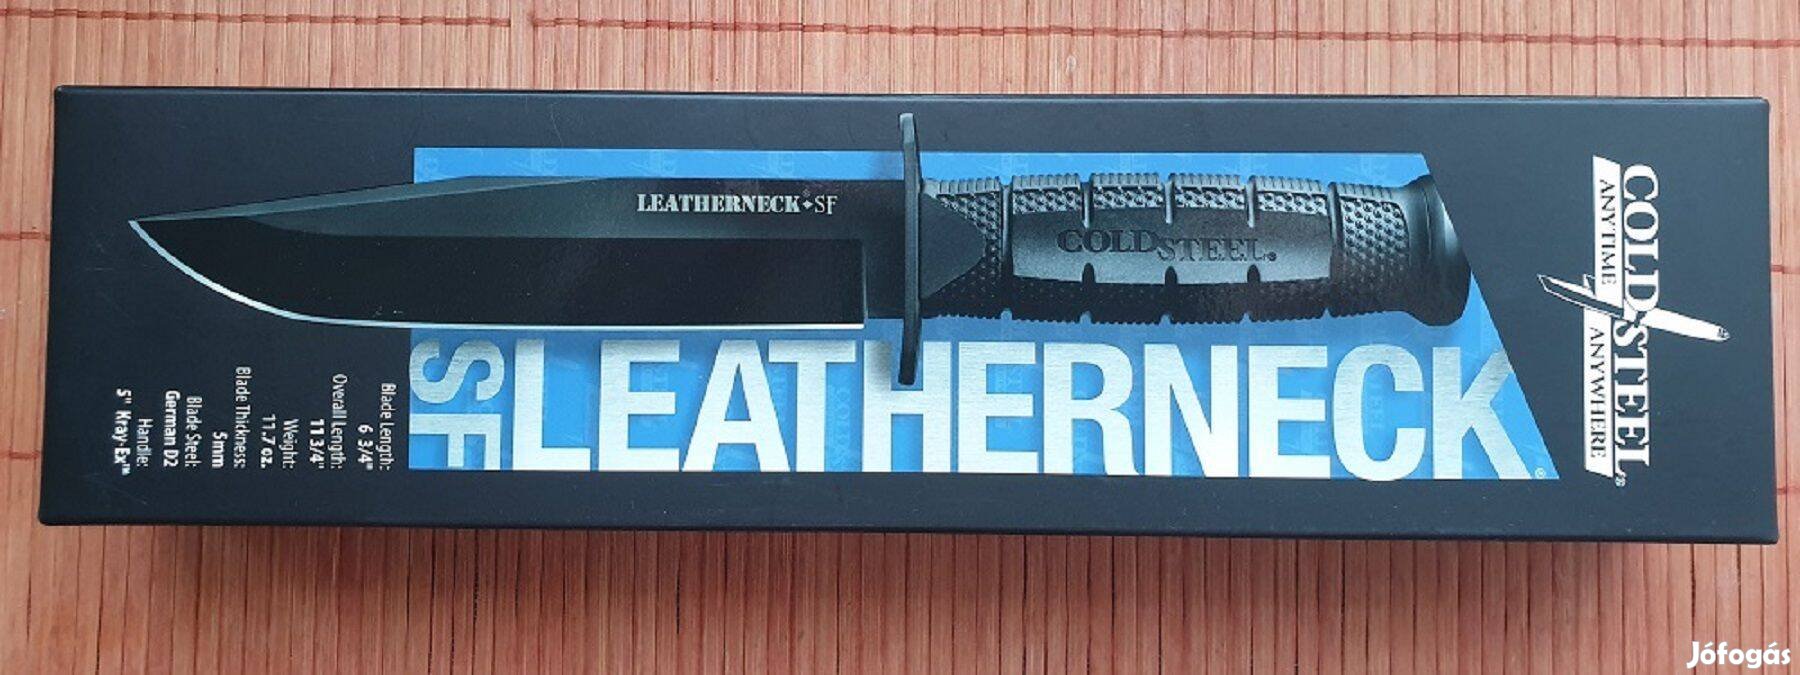 LEATHERNECK SF
COLD STEEL®
SF LEATHERNECK®
Blade Length:
6 3/4"
Overall Length:
11 3/4"
Weight:
11.7 oz.
Blade Thickness:
5mm
Blade Steel:
German D2
Handle:
5" Kray-Ex™
COLD STEEL®
ANYTIME ANYWHERE
Jófogás